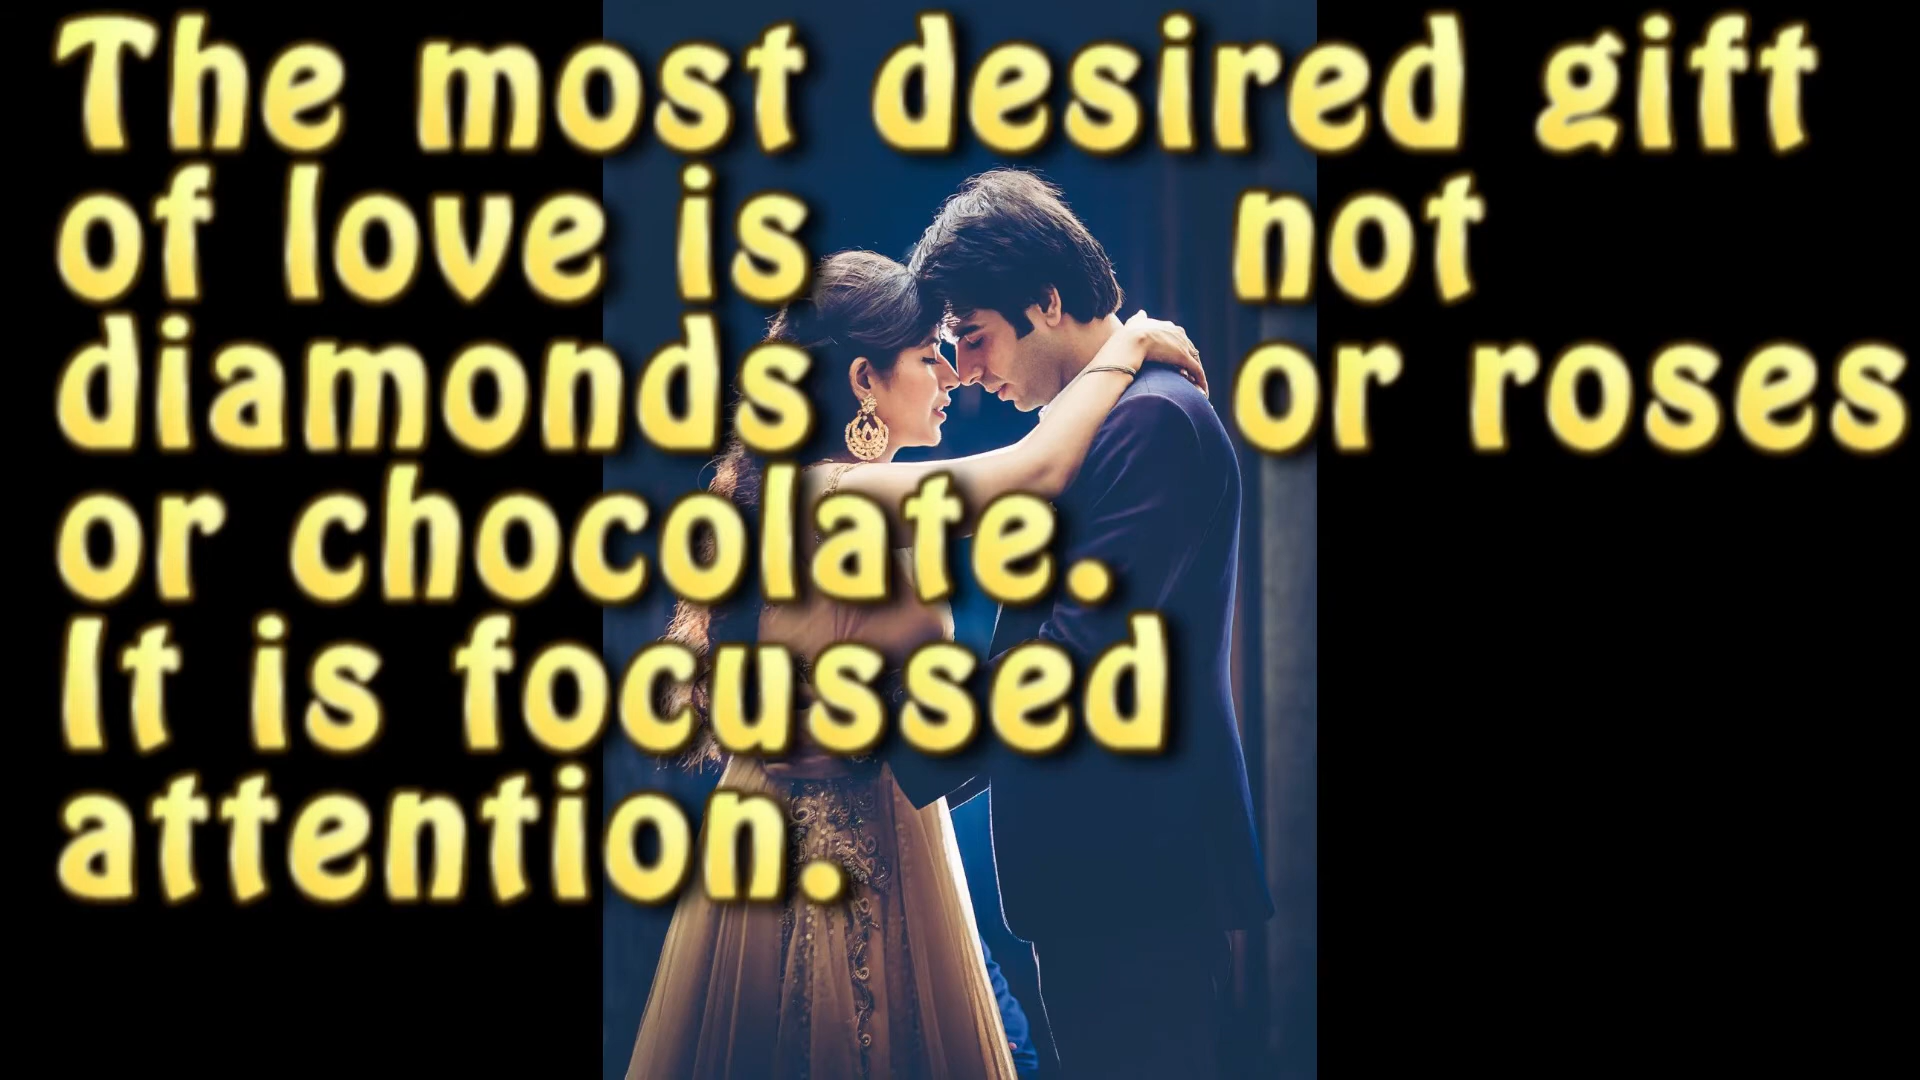 The most desired gift
of love is not
diamonds or roses
or chocolate.
It is focussed
attention.